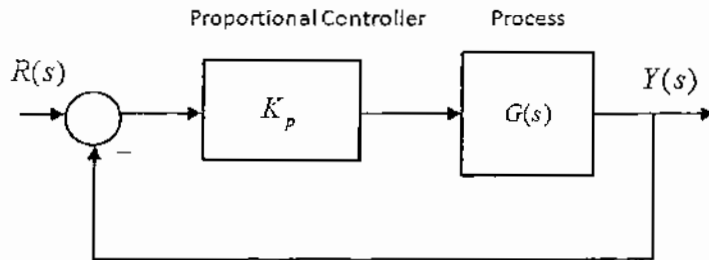 Proportional Controller Process
R(s)
Y(s)
K_p
G(s)
−